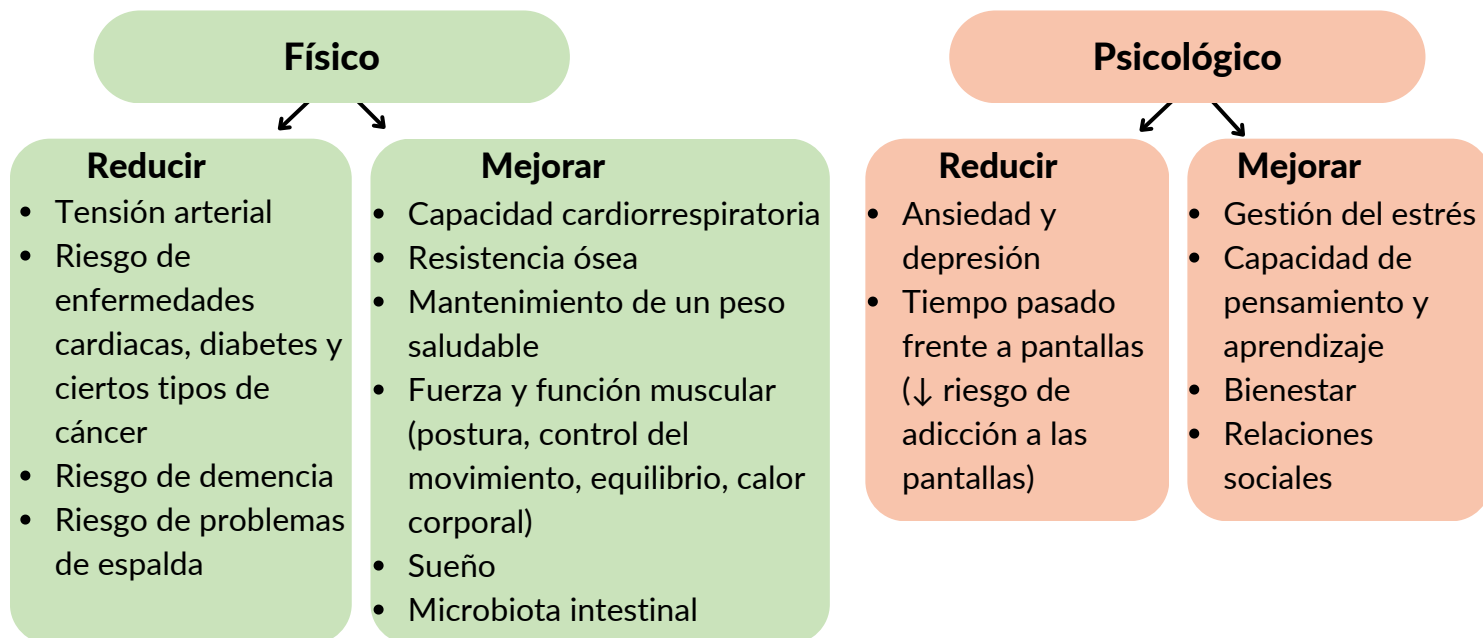 Físico
Reducir
• Tensión arterial
• Riesgo de
enfermedades
cardiacas, diabetes y
ciertos tipos de
cáncer
• Riesgo de demencia
• Riesgo de problemas
de espalda
Mejorar
• Capacidad cardiorrespiratoria
• Resistencia ósea
• Mantenimiento de un peso
saludable
• Fuerza y función muscular
(postura, control del
movimiento, equilibrio, calor
corporal)
• Sueño
• Microbiota intestinal
Psicológico
Reducir
• Ansiedad y
depresión
• Tiempo pasado
frente a pantallas
(↓ riesgo de
adicción a las
pantallas)
Mejorar
• Gestión del estrés
• Capacidad de
pensamiento y
aprendizaje
• Bienestar
• Relaciones
sociales